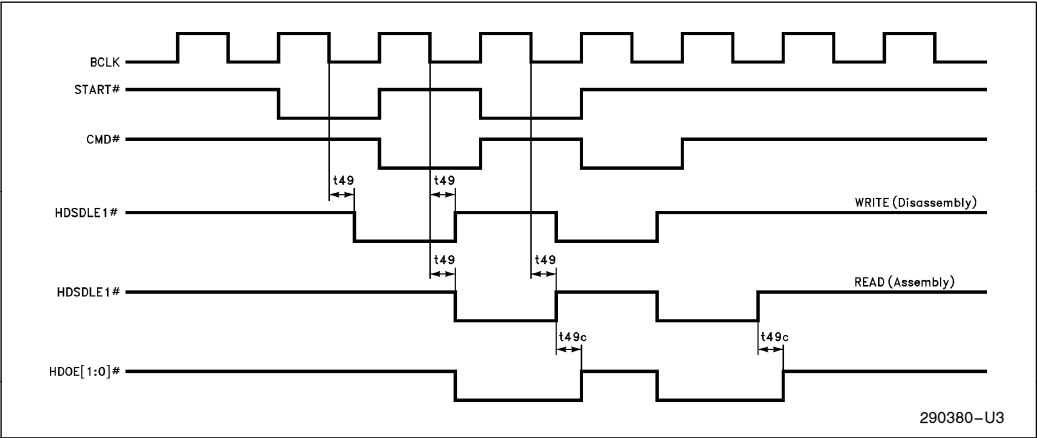 BCLK
START#
CMD#
t49 t49
HDSDLE1# WRITE (Disassembly)
t49 t49
HDSDLE1# READ (Assembly)
t49c t49c
HDOE[1:0]#
290380-U3